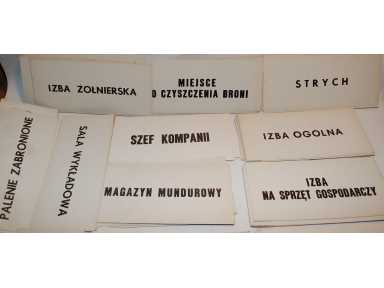 IZBA ŻOŁNIERSKA
MIEJSCE
DO CZYSZCZENIA BRONI
STRYCH
PALENIE ZABRONIONE
SALA WYKŁADOWA
SZEF KOMPANII
IZBA OGÓLNA
MAGAZYN MUNDUROWY
IZBA
NA SPRZĘT GOSPODARCZY